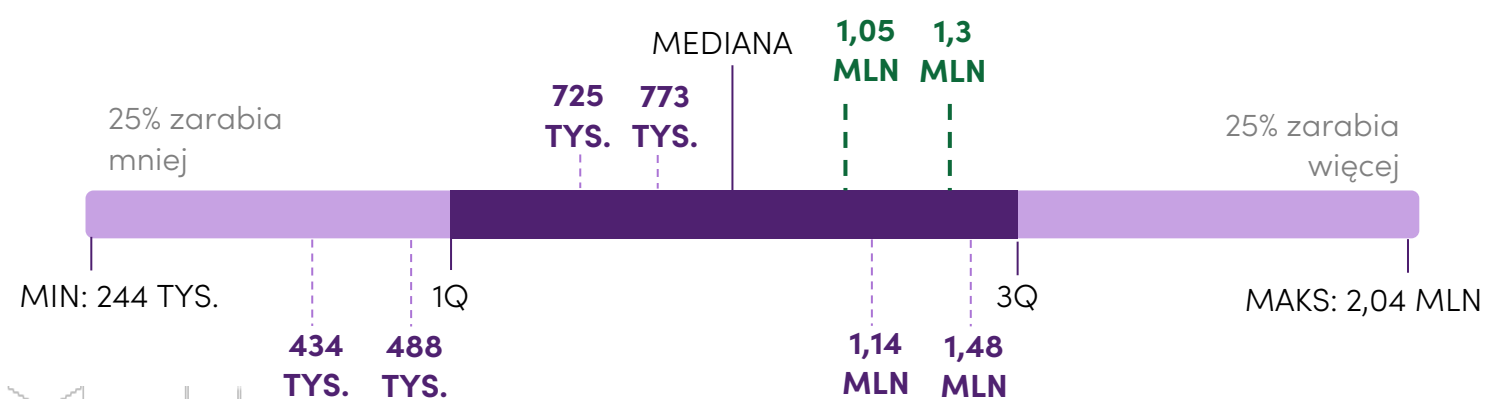 MEDIANA
1,05
MLN
1,3
MLN
725
TYS.
773
TYS.
25% zarabia
mniej
25% zarabia
więcej
MIN: 244 TYS.
1Q
3Q
MAKS: 2,04 MLN
434
TYS.
488
TYS.
1,14
MLN
1,48
MLN